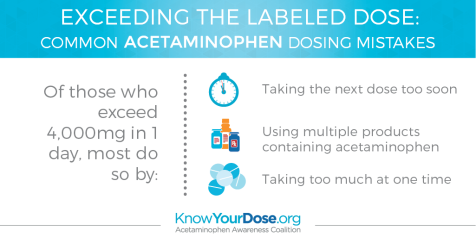 EXCEEDING THE LABELED DOSE:
COMMON ACETAMINOPHEN DOSING MISTAKES
Of those who
exceed
4,000mg in 1
day, most do
so by:
Taking the next dose too soon
Using multiple products
containing acetaminophen
Taking too much at one time
KnowYourDose.org
Acetaminophen Awareness Coalition